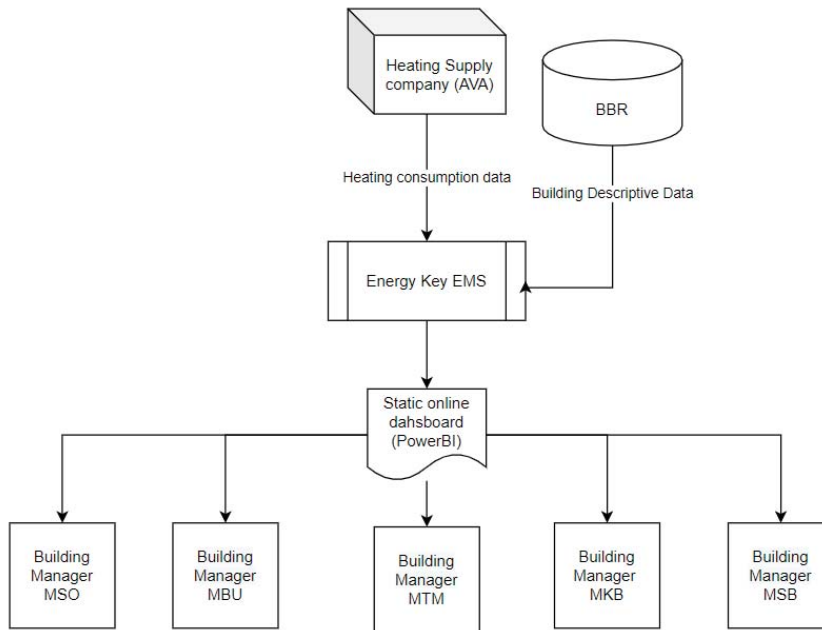 Heating Supply
company (AVA)
BBR
Heating consumption data
Building Descriptive Data
Energy Key EMS
Static online
dahsboard
(PowerBI)
Building
Manager
MSO
Building
Manager
MBU
Building
Manager
MTM
Building
Manager
MKB
Building
Manager
MSB